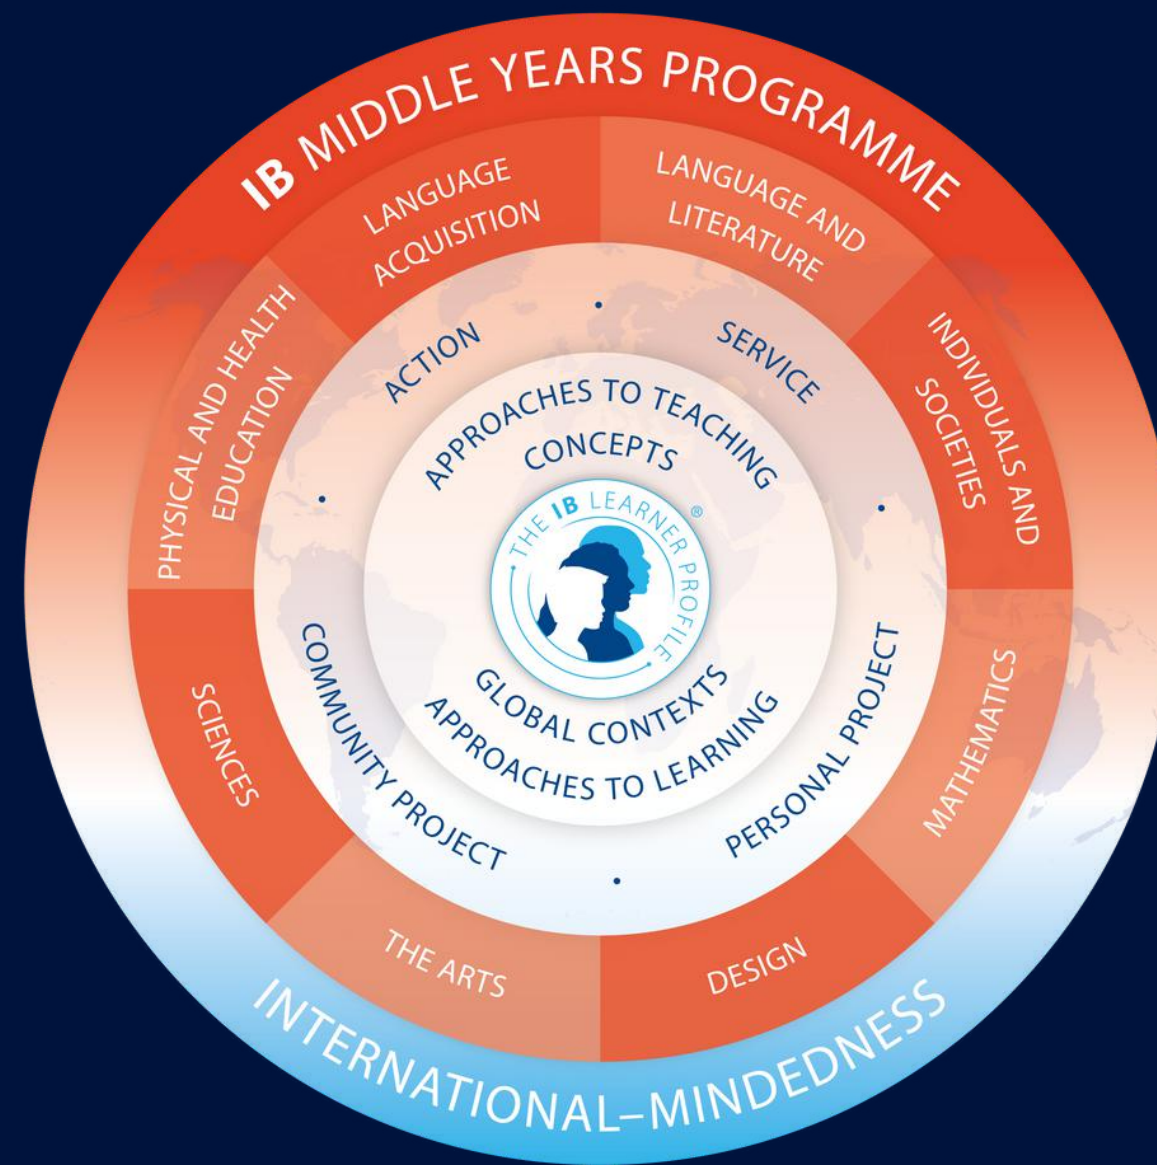 IB MIDDLE YEARS PROGRAMME
LANGUAGE
ACQUISITION
LANGUAGE AND
LITERATURE
INDIVIDUALS AND
SOCIETIES
MATHEMATICS
DESIGN
THE ARTS
SCIENCES
PHYSICAL AND HEALTH
EDUCATION
ACTION
SERVICE
PERSONAL PROJECT
COMMUNITY PROJECT
APPROACHES TO TEACHING
CONCEPTS
THE IB LEARNER PROFILE ®
GLOBAL CONTEXTS
APPROACHES TO LEARNING
INTERNATIONAL–MINDEDNESS